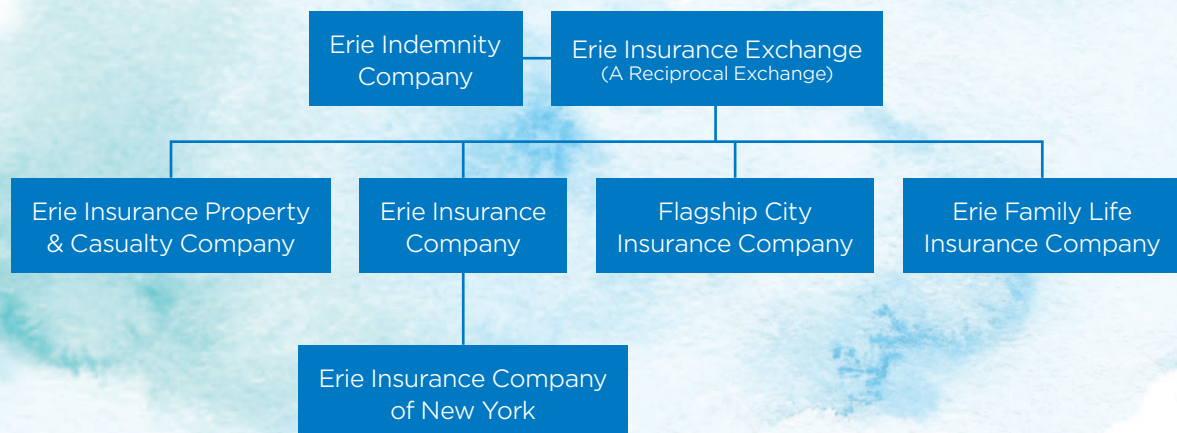 Erie Indemnity
Company
Erie Insurance Exchange
(A Reciprocal Exchange)
Erie Insurance Property
& Casualty Company
Erie Insurance
Company
Flagship City
Insurance Company
Erie Family Life
Insurance Company
Erie Insurance Company
of New York